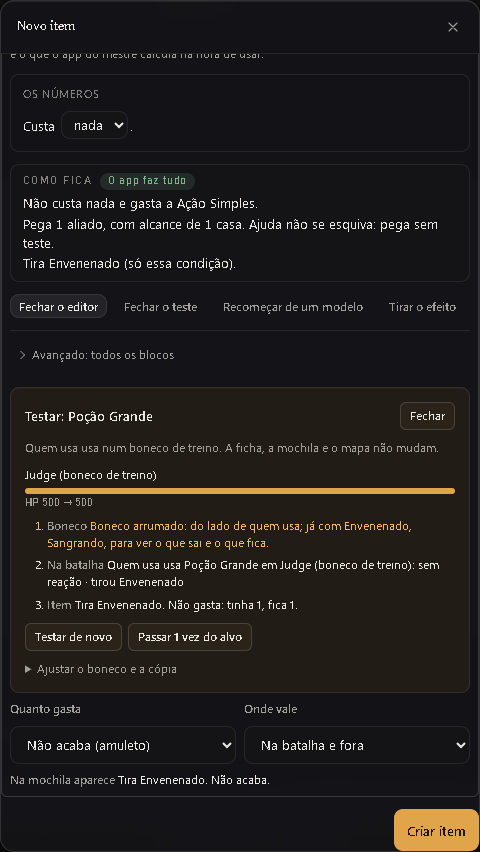 Novo item
e o que o app do mestre calcula na hora de usar.
OS NÚMEROS
Custa nada .
COMO FICA O app faz tudo
Não custa nada e gasta a Ação Simples.
Pega 1 aliado, com alcance de 1 casa. Ajuda não se esquiva: pega sem
teste.
Tira Envenenado (só essa condição).
Fechar o editor Fechar o teste Recomeçar de um modelo Tirar o efeito
Avançado: todos os blocos
Testar: Poção Grande Fechar
Quem usa usa num boneco de treino. A ficha, a mochila e o mapa não mudam.
Judge (boneco de treino)
HP 500 → 500
1. Boneco Boneco arrumado: do lado de quem usa; já com Envenenado,
Sangrando, para ver o que sai e o que fica.
2. Na batalha Quem usa usa Poção Grande em Judge (boneco de treino): sem
reação · tirou Envenenado
3. Item Tira Envenenado. Não gasta: tinha 1, fica 1.
Testar de novo Passar 1 vez do alvo
Ajustar o boneco e a cópia
Quanto gasta Onde vale
Não acaba (amuleto) Na batalha e fora
Na mochila aparece Tira Envenenado. Não acaba.
Criar item